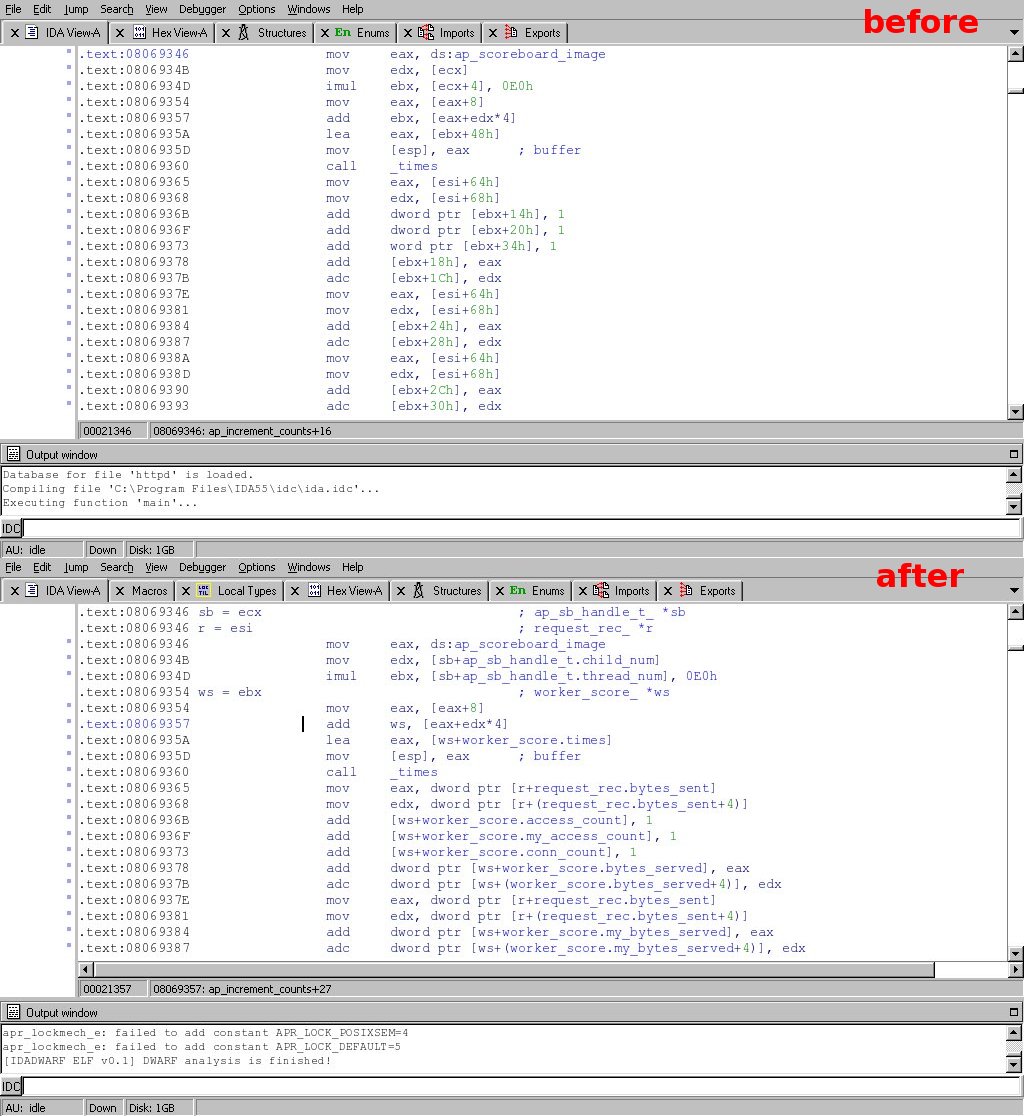 File Edit Jump Search View Debugger Options Windows Help
before
IDA View-A Hex View-A Structures En Enums Imports Exports
.text:08069346 mov eax, ds:ap_scoreboard_image
.text:0806934B mov edx, [ecx]
.text:0806934D imul ebx, [ecx+4], 0E0h
.text:08069354 mov eax, [eax+8]
.text:08069357 add ebx, [eax+edx*4]
.text:0806935A lea eax, [ebx+48h]
.text:0806935D mov [esp], eax ; buffer
.text:08069360 call _times
.text:08069365 mov eax, [esi+64h]
.text:08069368 mov edx, [esi+68h]
.text:0806936B add dword ptr [ebx+14h], 1
.text:0806936F add dword ptr [ebx+20h], 1
.text:08069373 add word ptr [ebx+34h], 1
.text:08069378 add [ebx+18h], eax
.text:0806937B adc [ebx+1Ch], edx
.text:0806937E mov eax, [esi+64h]
.text:08069381 mov edx, [esi+68h]
.text:08069384 add [ebx+24h], eax
.text:08069387 adc [ebx+28h], edx
.text:0806938A mov eax, [esi+64h]
.text:0806938D mov edx, [esi+68h]
.text:08069390 add [ebx+2Ch], eax
.text:08069393 adc [ebx+30h], edx
00021346 08069346: ap_increment_counts+16
Output window
Database for file 'httpd' is loaded.
Compiling file 'C:\Program Files\IDA55\idc\ida.idc'...
Executing function 'main'...
IDC
AU: idle Down Disk: 1GB
File Edit Jump Search View Debugger Options Windows Help
after
IDA View-A Macros Local Types Hex View-A Structures En Enums Imports Exports
.text:08069346 sb = ecx ; ap_sb_handle_t_ *sb
.text:08069346 r = esi ; request_rec_ *r
.text:08069346 mov eax, ds:ap_scoreboard_image
.text:0806934B mov edx, [sb+ap_sb_handle_t.child_num]
.text:0806934D imul ebx, [sb+ap_sb_handle_t.thread_num], 0E0h
.text:08069354 ws = ebx ; worker_score_ *ws
.text:08069354 mov eax, [eax+8]
.text:08069357 add ws, [eax+edx*4]
.text:0806935A lea eax, [ws+worker_score.times]
.text:0806935D mov [esp], eax ; buffer
.text:08069360 call _times
.text:08069365 mov eax, dword ptr [r+request_rec.bytes_sent]
.text:08069368 mov edx, dword ptr [r+(request_rec.bytes_sent+4)]
.text:0806936B add [ws+worker_score.access_count], 1
.text:0806936F add [ws+worker_score.my_access_count], 1
.text:08069373 add [ws+worker_score.conn_count], 1
.text:08069378 add dword ptr [ws+worker_score.bytes_served], eax
.text:0806937B adc dword ptr [ws+(worker_score.bytes_served+4)], edx
.text:0806937E mov eax, dword ptr [r+request_rec.bytes_sent]
.text:08069381 mov edx, dword ptr [r+(request_rec.bytes_sent+4)]
.text:08069384 add dword ptr [ws+worker_score.my_bytes_served], eax
.text:08069387 adc dword ptr [ws+(worker_score.my_bytes_served+4)], edx
00021357 08069357: ap_increment_counts+27
Output window
apr_lockmech_e: failed to add constant APR_LOCK_POSIXSEM=4
apr_lockmech_e: failed to add constant APR_LOCK_DEFAULT=5
[IDADWARF ELF v0.1] DWARF analysis is finished!
IDC
AU: idle Down Disk: 1GB